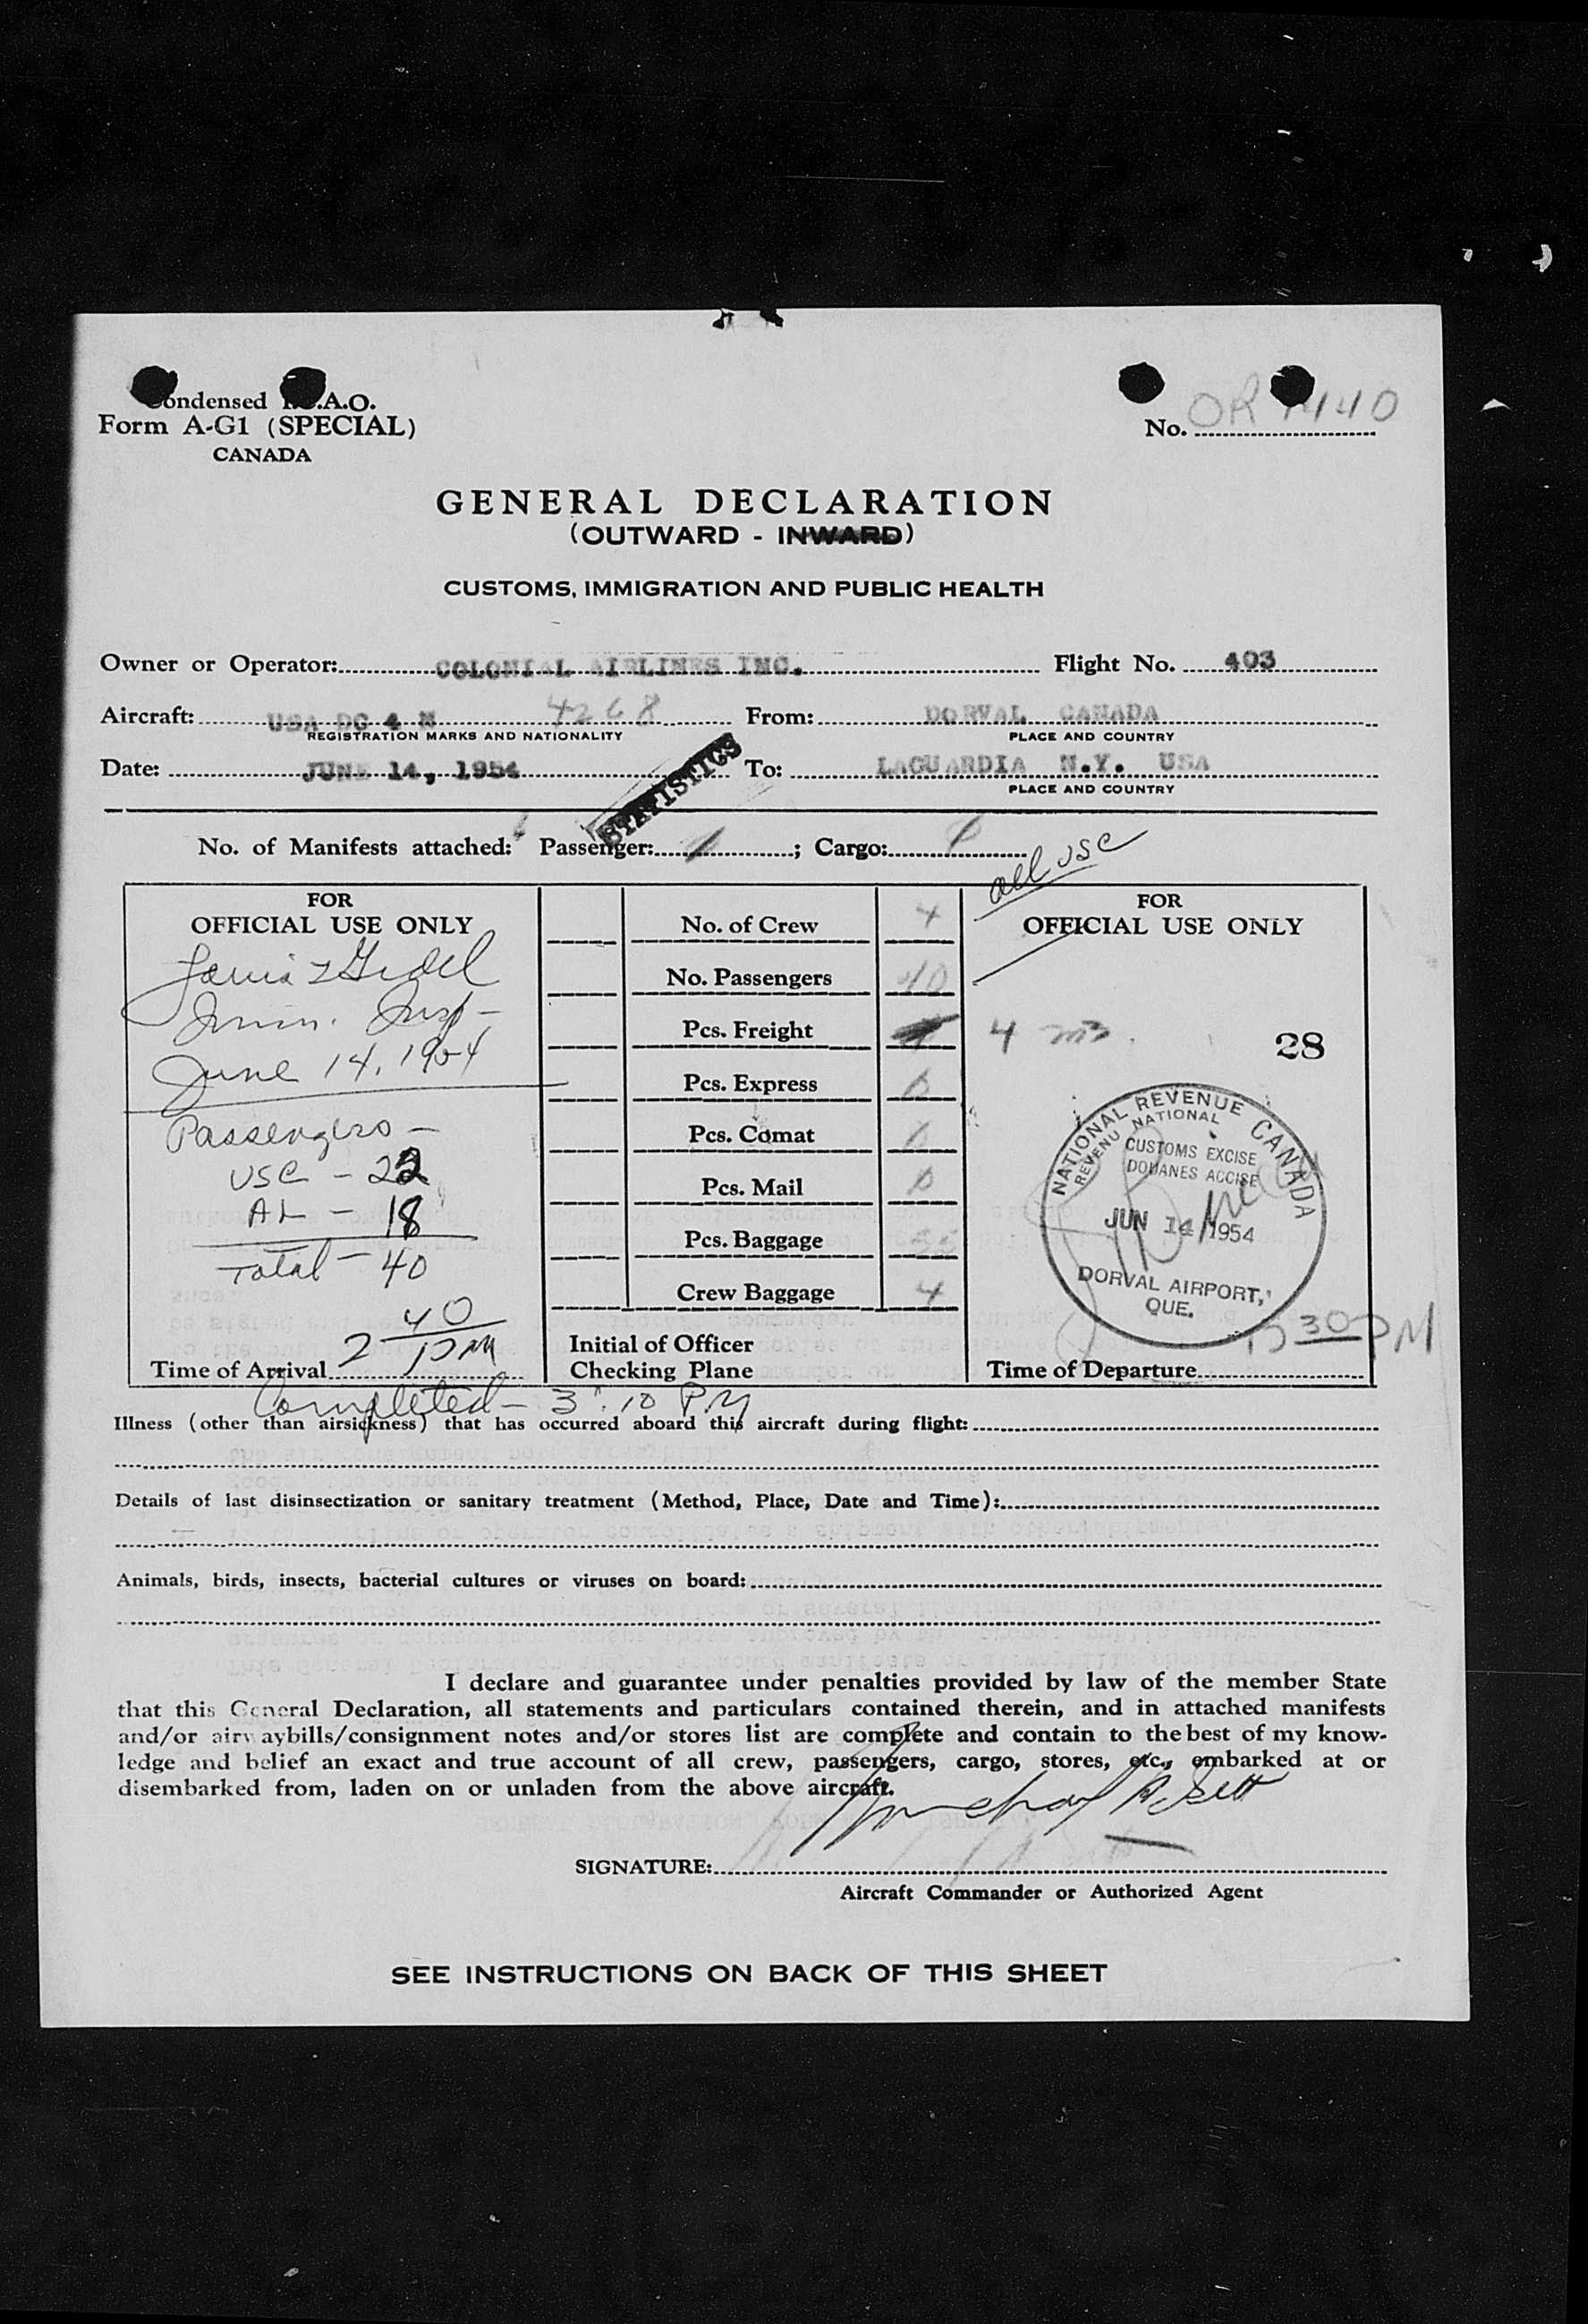 Condensed I.C.A.O.
Form A-G1 (SPECIAL)
CANADA
No. OR
GENERAL DECLARATION
(OUTWARD - INWARD)
CUSTOMS, IMMIGRATION AND PUBLIC HEALTH
Owner or Operator: COLONIAL AIRLINES INC. Flight No. 403
Aircraft: USA DC 4 N 4268 From: DORVAL CANADA
REGISTRATION MARKS AND NATIONALITY PLACE AND COUNTRY
Date: JUNE 14, 1954 To: LAGUARDIA N.Y. USA
PLACE AND COUNTRY
STATISTICS
No. of Manifests attached: Passenger: 1; Cargo:
all USC
FOR
OFFICIAL USE ONLY
Imm. Insp-
June 14, 1954
Passengers -
USC - 22
AL - 18
Total - 40
2 40 PM
Time of Arrival
Completed - 3:10 P.M
No. of Crew 4
No. Passengers 40
Pcs. Freight
Pcs. Express
Pcs. Comat
Pcs. Mail
Pcs. Baggage
Crew Baggage 4
Initial of Officer
Checking Plane
FOR
OFFICIAL USE ONLY
4
28
NATIONAL REVENUE CANADA
REVENU NATIONAL
CUSTOMS EXCISE
DOUANES ACCISE
JUN 14 1954
DORVAL AIRPORT,
QUE.
30 PM
Time of Departure
Illness (other than airsickness) that has occurred aboard this aircraft during flight:
Details of last disinsectization or sanitary treatment (Method, Place, Date and Time):
Animals, birds, insects, bacterial cultures or viruses on board:
I declare and guarantee under penalties provided by law of the member State
that this General Declaration, all statements and particulars contained therein, and in attached manifests
and/or airwaybills/consignment notes and/or stores list are complete and contain to the best of my know-
ledge and belief an exact and true account of all crew, passengers, cargo, stores, etc., embarked at or
disembarked from, laden on or unladen from the above aircraft.
SIGNATURE:
Aircraft Commander or Authorized Agent
SEE INSTRUCTIONS ON BACK OF THIS SHEET